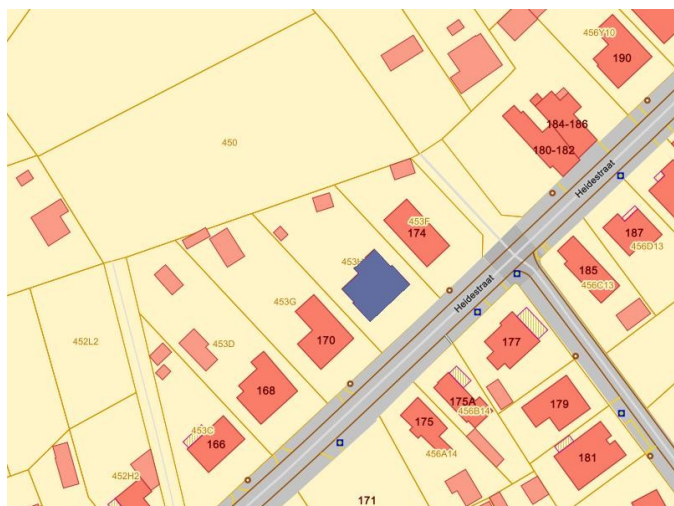 456Y10
190
184-186
180-182
450
Heidestraat
453F
174
187
456D13
453H
185
456C13
Heidestraat
453G
170
177
452L2
453D
168
175A
456B14
179
175
453C
166
456A14
181
452H2
171